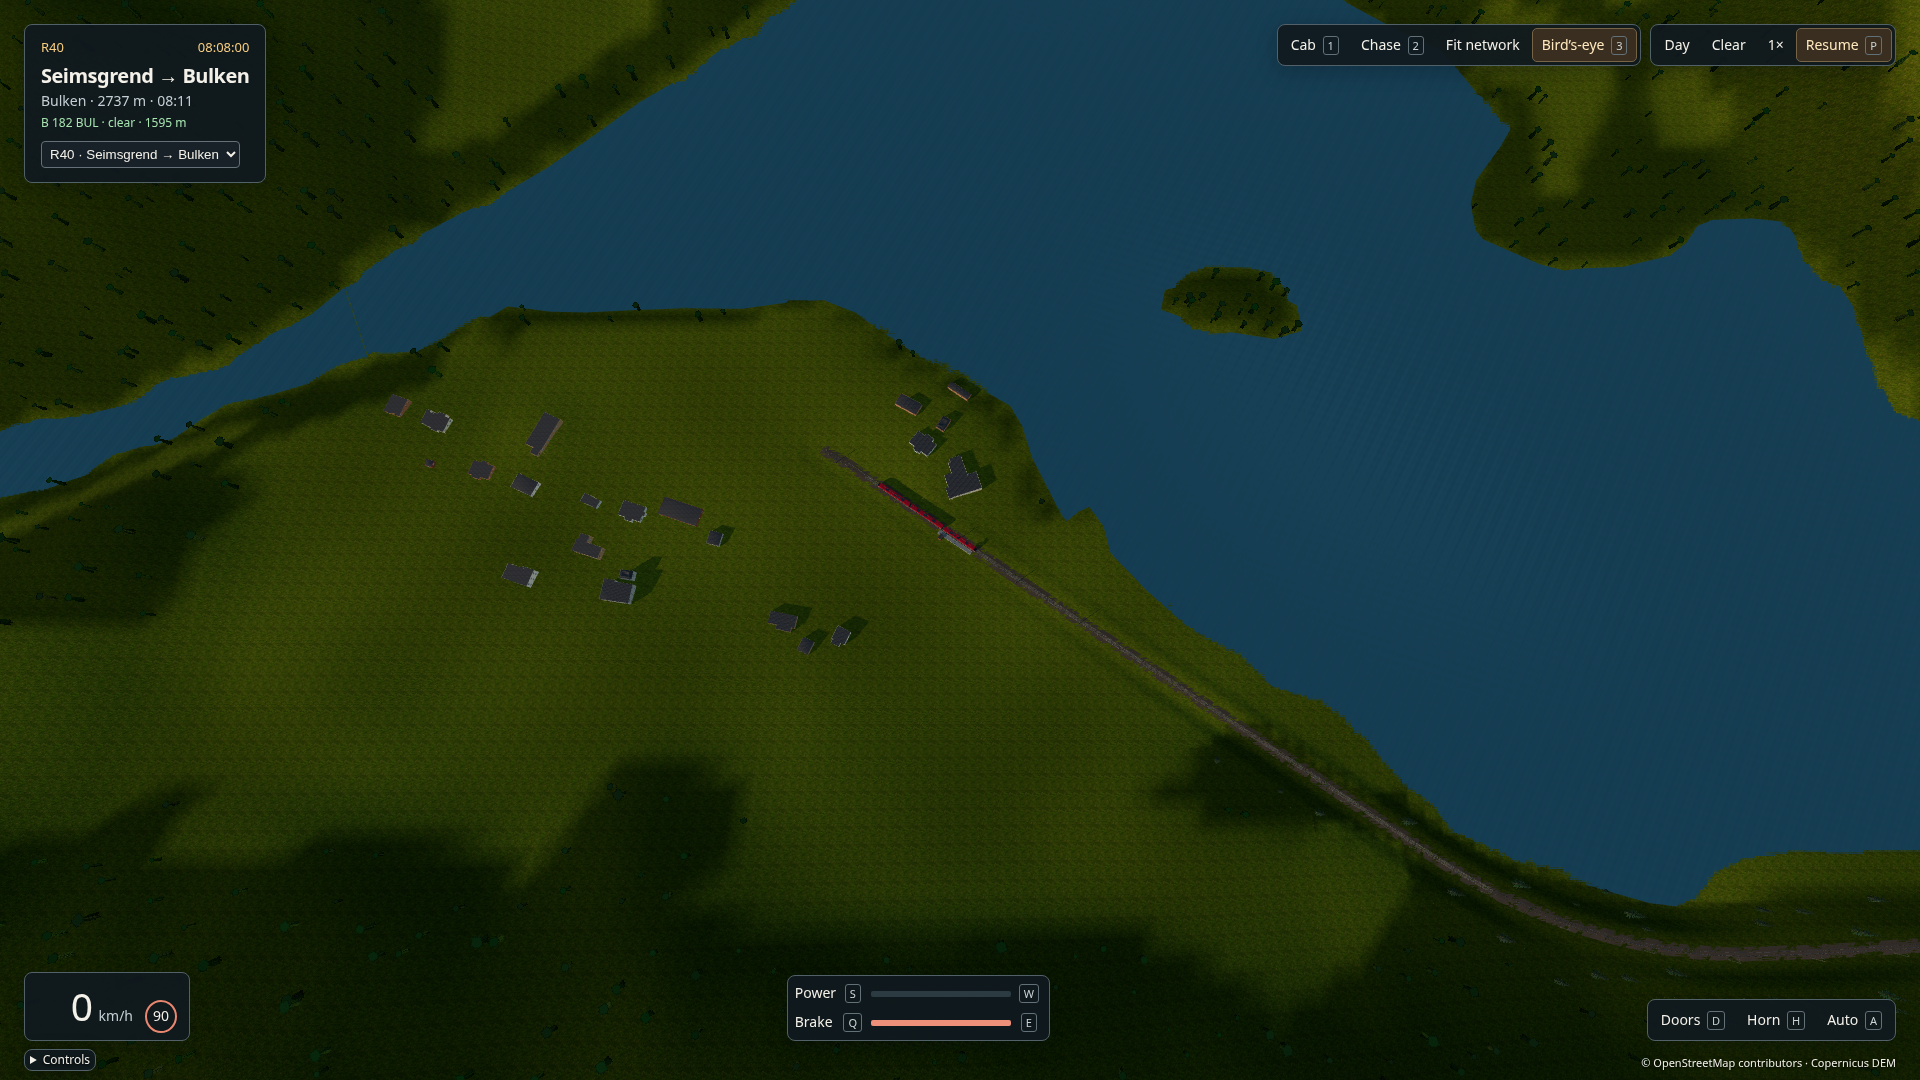 R40 08:08:00
Seimsgrend → Bulken
Bulken · 2737 m · 08:11
B 182 BUL · clear · 1595 m
R40 · Seimsgrend → Bulken
Cab 1 Chase 2 Fit network Bird's-eye 3
Day Clear 1× Resume P
0 km/h 90
Controls
Power S W
Brake Q E
Doors D Horn H Auto A
© OpenStreetMap contributors · Copernicus DEM